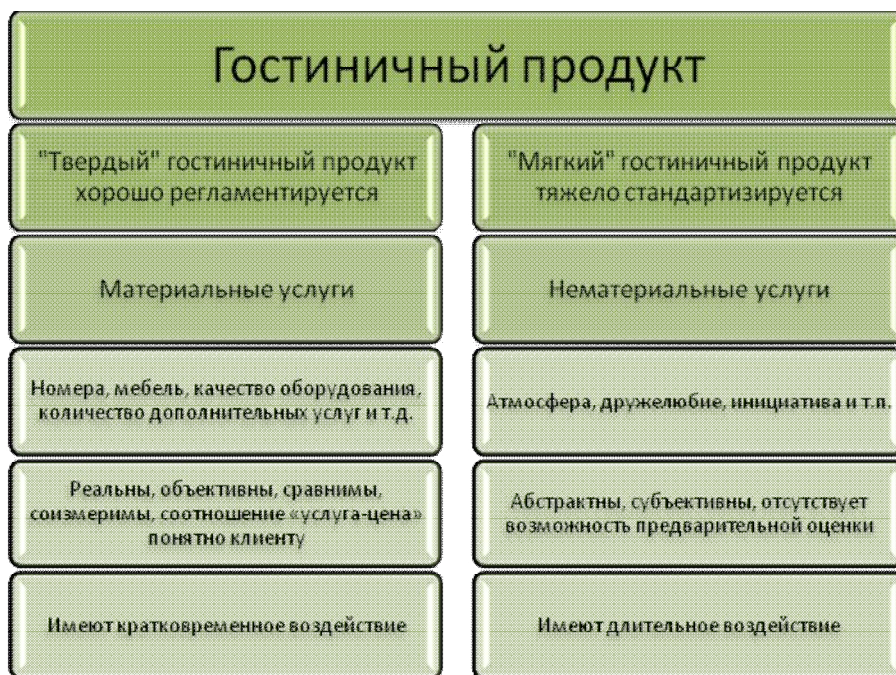 Гостиничный продукт
"Твердый" гостиничный продукт
хорошо регламентируется
"Мягкий" гостиничный продукт
тяжело стандартизируется
Материальные услуги
Нематериальные услуги
Номера, мебель, качество оборудования,
количество дополнительных услуг и т.д.
Атмосфера, дружелюбие, инициатива и т.п.
Реальны, объективны, сравнимы,
соизмеримы, соотношение «услуга-цена»
понятно клиенту
Абстрактны, субъективны, отсутствует
возможность предварительной оценки
Имеют кратковременное воздействие
Имеют длительное воздействие